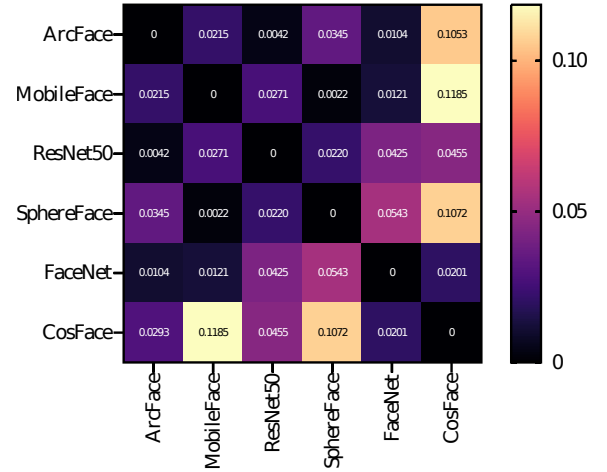 ArcFace 0 0.0215 0.0042 0.0345 0.0104 0.1053
MobileFace 0.0215 0 0.0271 0.0022 0.0121 0.1185
ResNet50 0.0042 0.0271 0 0.0220 0.0425 0.0455
SphereFace 0.0345 0.0022 0.0220 0 0.0543 0.1072
FaceNet 0.0104 0.0121 0.0425 0.0543 0 0.0201
CosFace 0.0293 0.1185 0.0455 0.1072 0.0201 0
ArcFace
MobileFace
ResNet50
SphereFace
FaceNet
CosFace
0.10
0.05
0